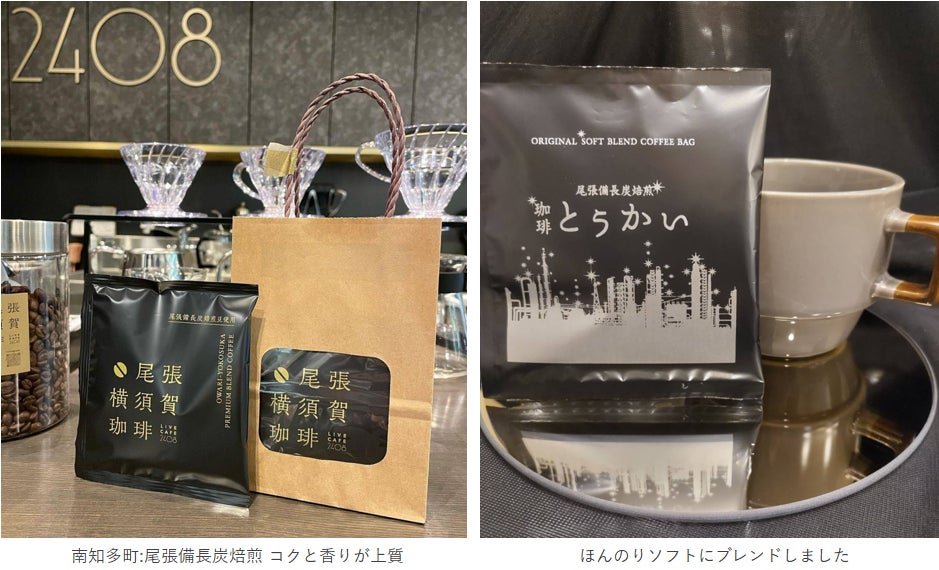 2408
尾張備長炭焙煎豆使用
尾張
横須賀
珈琲
LIVE
CAFE
2408
OWARI-YOKOSUKA
PREMIUM BLEND COFFEE
尾張
横須賀
珈琲
LIVE
CAFE
2408
張
賀
南知多町:尾張備長炭焙煎 コクと香りが上質
ORIGINAL SOFT BLEND COFFEE BAG
尾張備長炭焙煎
珈琲
とうかい
ほんのりソフトにブレンドしました